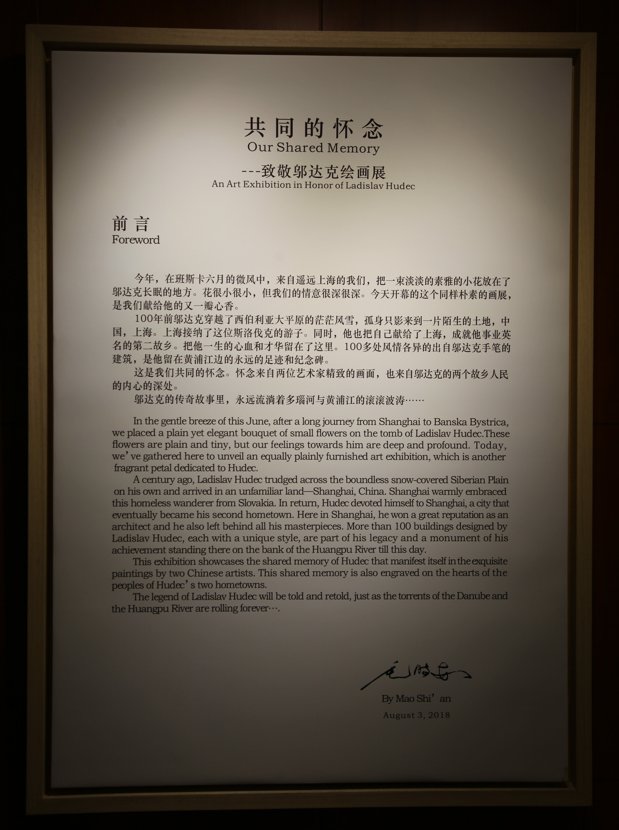 共同的怀念
Our Shared Memory
---致敬邬达克绘画展
An Art Exhibition in Honor of Ladislav Hudec
前言
Foreword
今年，在班斯卡六月的微风中，来自遥远上海的我们，把一束淡淡的素雅的小花放在了
邬达克长眠的地方。花很小很小，但我们的情意很深很深。今天开幕的这个同样朴素的画展，
是我们献给他的又一瓣心香。
100年前邬达克穿越了西伯利亚大平原的茫茫风雪，孤身只影来到一片陌生的土地，中
国，上海。上海接纳了这位斯洛伐克的游子。同时，他也把自己献给了上海，成就他事业英
名的第二故乡。把他一生的心血和才华留在了这里。100多处风情各异的出自邬达克手笔的
建筑，是他留在黄浦江边的永远的足迹和纪念碑。
这是我们共同的怀念。怀念来自两位艺术家精致的画面，也来自邬达克的两个故乡人民
的内心的深处。
邬达克的传奇故事里，永远流淌着多瑙河与黄浦江的滚滚波涛……
In the gentle breeze of this June, after a long journey from Shanghai to Banska Bystrica,
we placed a plain yet elegant bouquet of small flowers on the tomb of Ladislav Hudec.These
flowers are plain and tiny, but our feelings towards him are deep and profound. Today,
we’ve gathered here to unveil an equally plainly furnished art exhibition, which is another
fragrant petal dedicated to Hudec.
A century ago, Ladislav Hudec trudged across the boundless snow-covered Siberian Plain
on his own and arrived in an unfamiliar land—Shanghai, China. Shanghai warmly embraced
this homeless wanderer from Slovakia. In return, Hudec devoted himself to Shanghai, a city that
eventually became his second hometown. Here in Shanghai, he won a great reputation as an
architect and he also left behind all his masterpieces. More than 100 buildings designed by
Ladislav Hudec, each with a unique style, are part of his legacy and a monument of his
achievement standing there on the bank of the Huangpu River till this day.
This exhibition showcases the shared memory of Hudec that manifest itself in the exquisite
paintings by two Chinese artists. This shared memory is also engraved on the hearts of the
peoples of Hudec’s two hometowns.
The legend of Ladislav Hudec will be told and retold, just as the torrents of the Danube and
the Huangpu River are rolling forever….
By Mao Shi’an
August 3, 2018